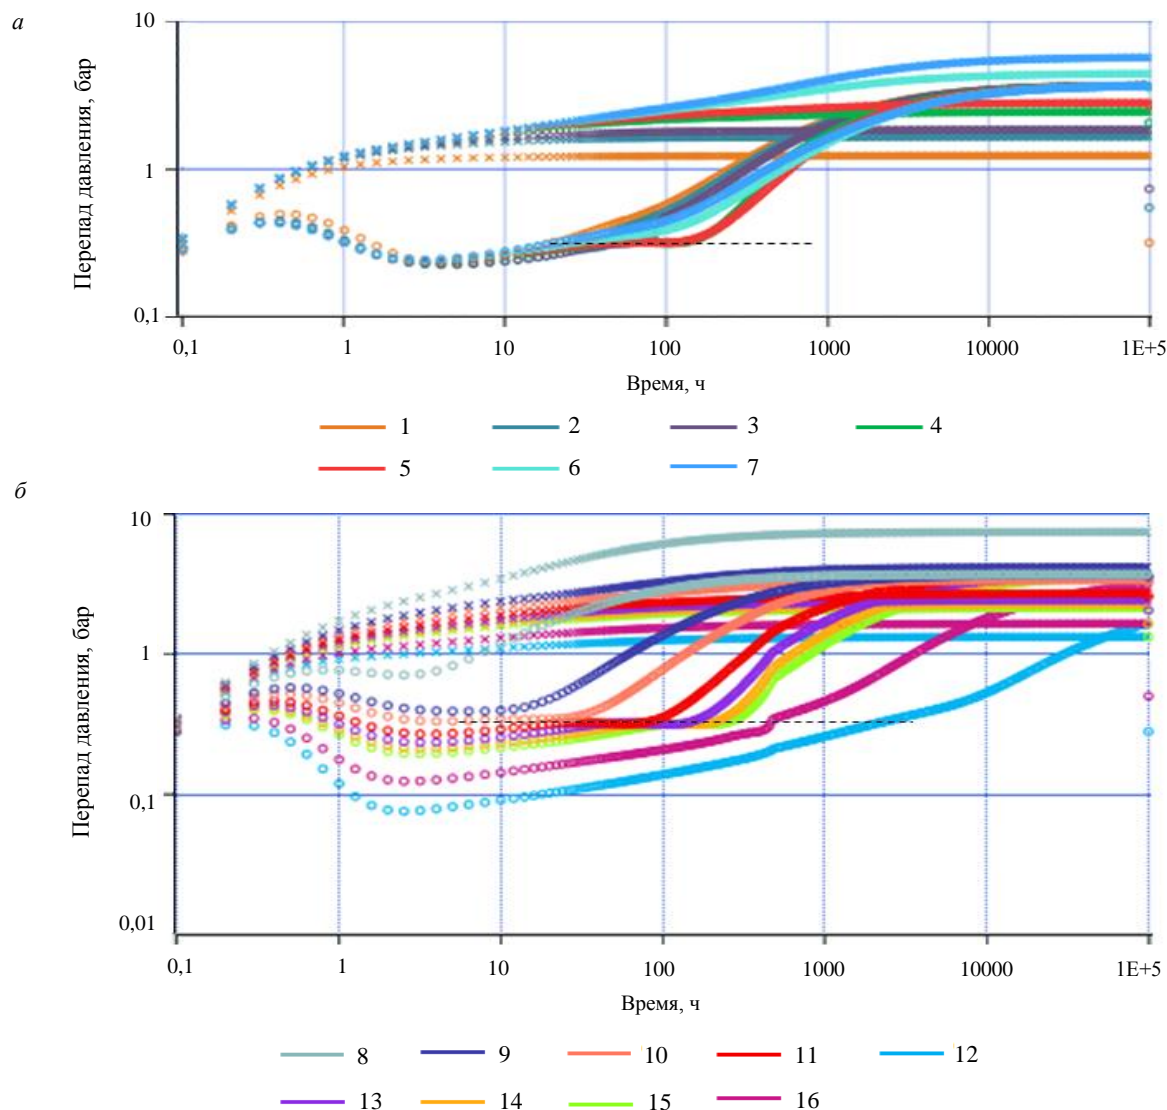 а
Перепад давления, бар
10
1
0,1
0,1 1 10 100 1000 10000 1E+5
Время, ч
1 2 3 4
5 6 7
б
Перепад давления, бар
10
1
0,1
0,01
0,1 1 10 100 1000 10000 1E+5
Время, ч
8 9 10 11 12
13 14 15 16